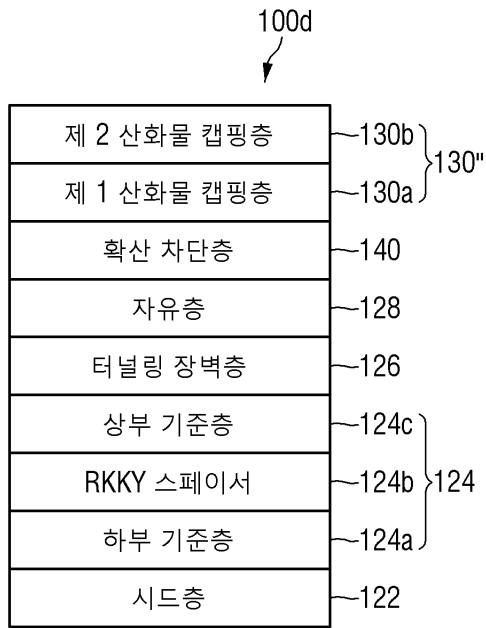 100d
제 2 산화물 캡핑층 130b
130"
제 1 산화물 캡핑층 130a
확산 차단층 140
자유층 128
터널링 장벽층 126
상부 기준층 124c
RKKY 스페이서 124b 124
하부 기준층 124a
시드층 122